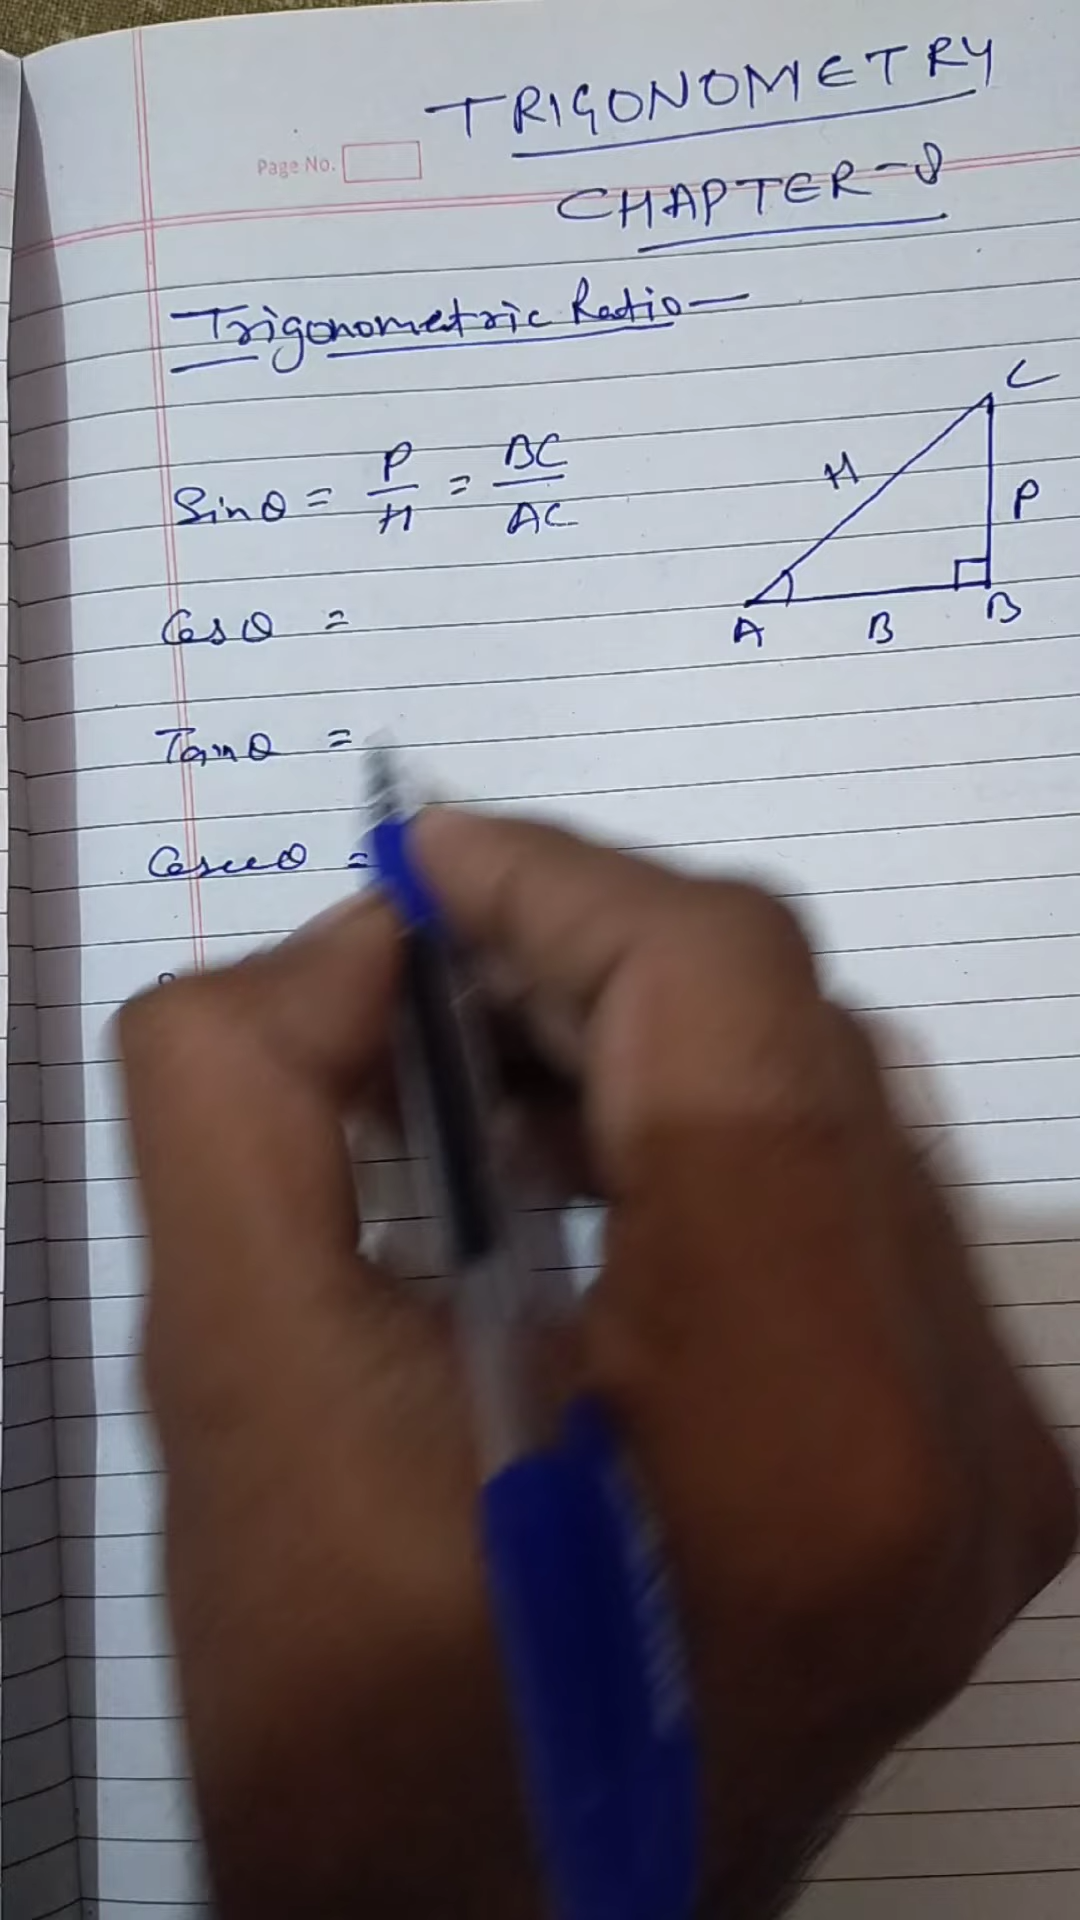 TRIGONOMETRY
Page No.
CHAPTER-8
Trigonometric Ratio—
C
Sinθ = P/H = BC/AC
H
P
Cosθ =
A
B
B
Tanθ =
Cosecθ =